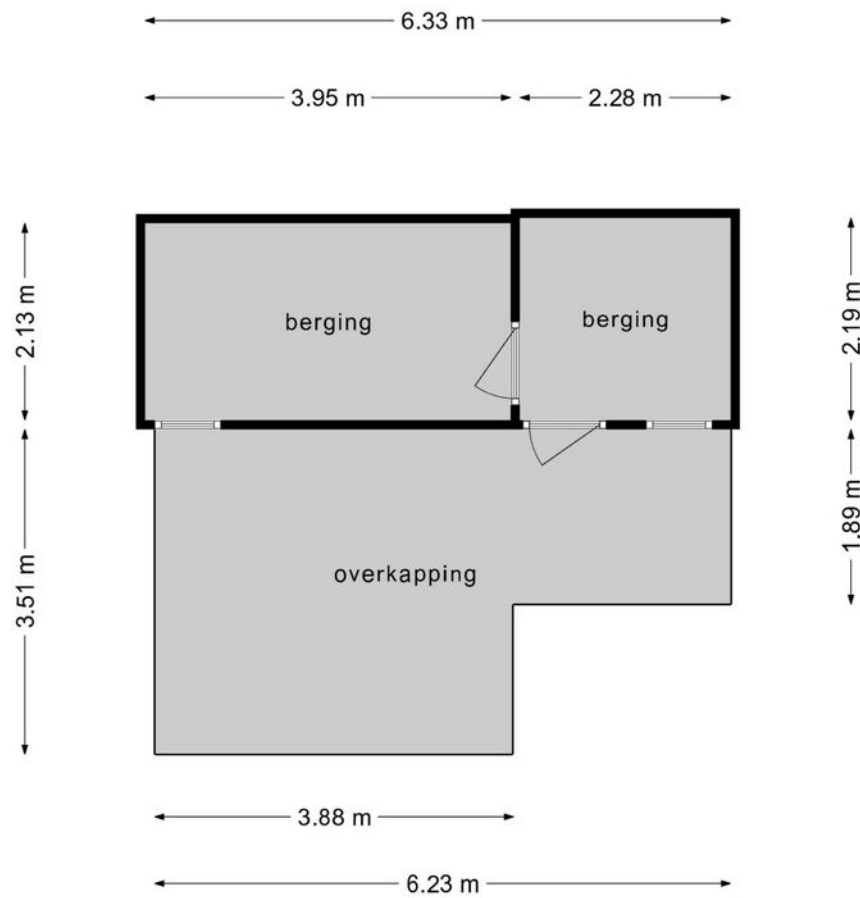 6.33 m
3.95 m
2.28 m
2.13 m
berging
berging
2.19 m
3.51 m
overkapping
1.89 m
3.88 m
6.23 m